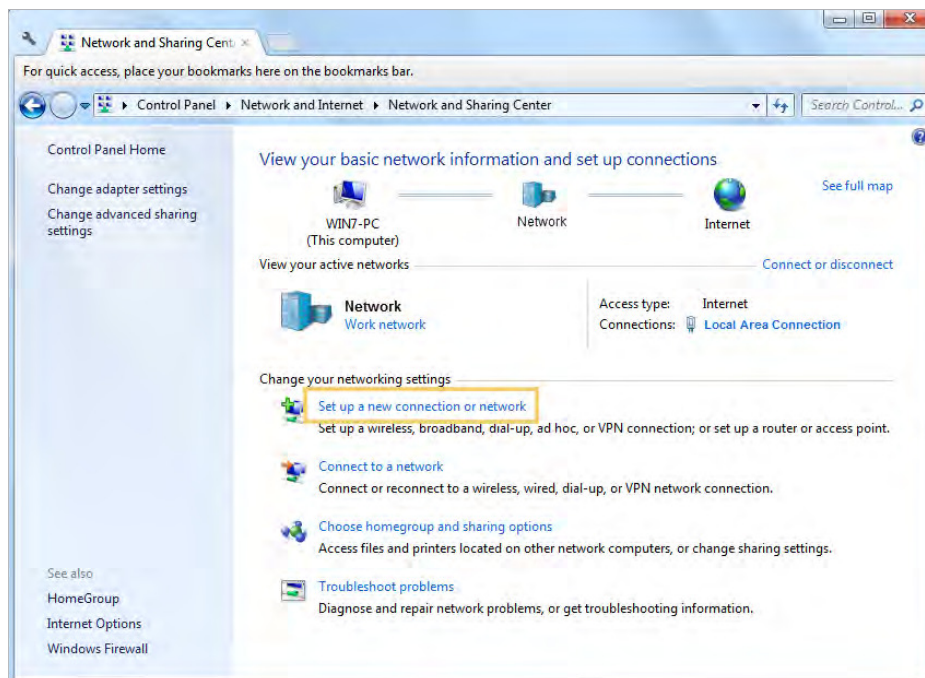 Network and Sharing Cent
For quick access, place your bookmarks here on the bookmarks bar.
Control Panel Network and Internet Network and Sharing Center
Search Control...
Control Panel Home
Change adapter settings
Change advanced sharing
settings
See also
HomeGroup
Internet Options
Windows Firewall
View your basic network information and set up connections
See full map
WIN7-PC
(This computer)
Network
Internet
View your active networks
Connect or disconnect
Network
Work network
Access type: Internet
Connections: Local Area Connection
Change your networking settings
Set up a new connection or network
Set up a wireless, broadband, dial-up, ad hoc, or VPN connection; or set up a router or access point.
Connect to a network
Connect or reconnect to a wireless, wired, dial-up, or VPN network connection.
Choose homegroup and sharing options
Access files and printers located on other network computers, or change sharing settings.
Troubleshoot problems
Diagnose and repair network problems, or get troubleshooting information.